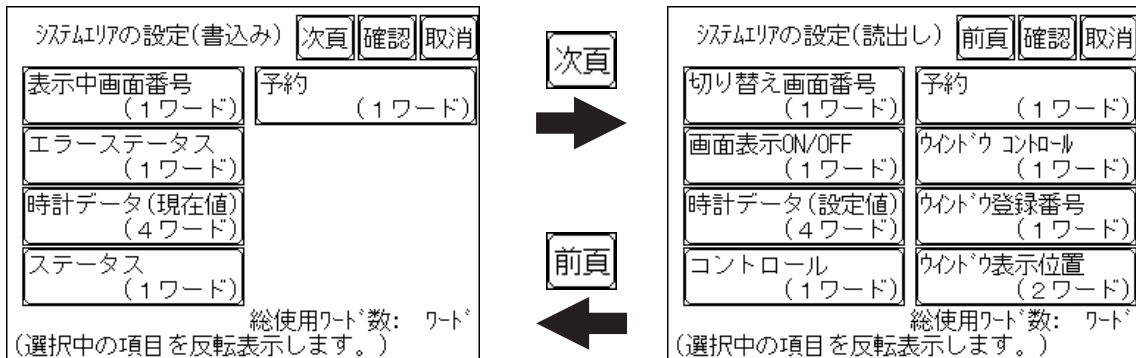 システムエリアの設定(書込み) 次頁 確認 取消
表示中画面番号
(1ワード)
予約
(1ワード)
エラーステータス
(1ワード)
時計データ(現在値)
(4ワード)
ステータス
(1ワード)
総使用ワード数: ワード
(選択中の項目を反転表示します。)
次頁
前頁
システムエリアの設定(読出し) 前頁 確認 取消
切り替え画面番号
(1ワード)
予約
(1ワード)
画面表示ON/OFF
(1ワード)
ウインドウ コントロール
(1ワード)
時計データ(設定値)
(4ワード)
ウインドウ登録番号
(1ワード)
コントロール
(1ワード)
ウインドウ表示位置
(2ワード)
総使用ワード数: ワード
(選択中の項目を反転表示します。)